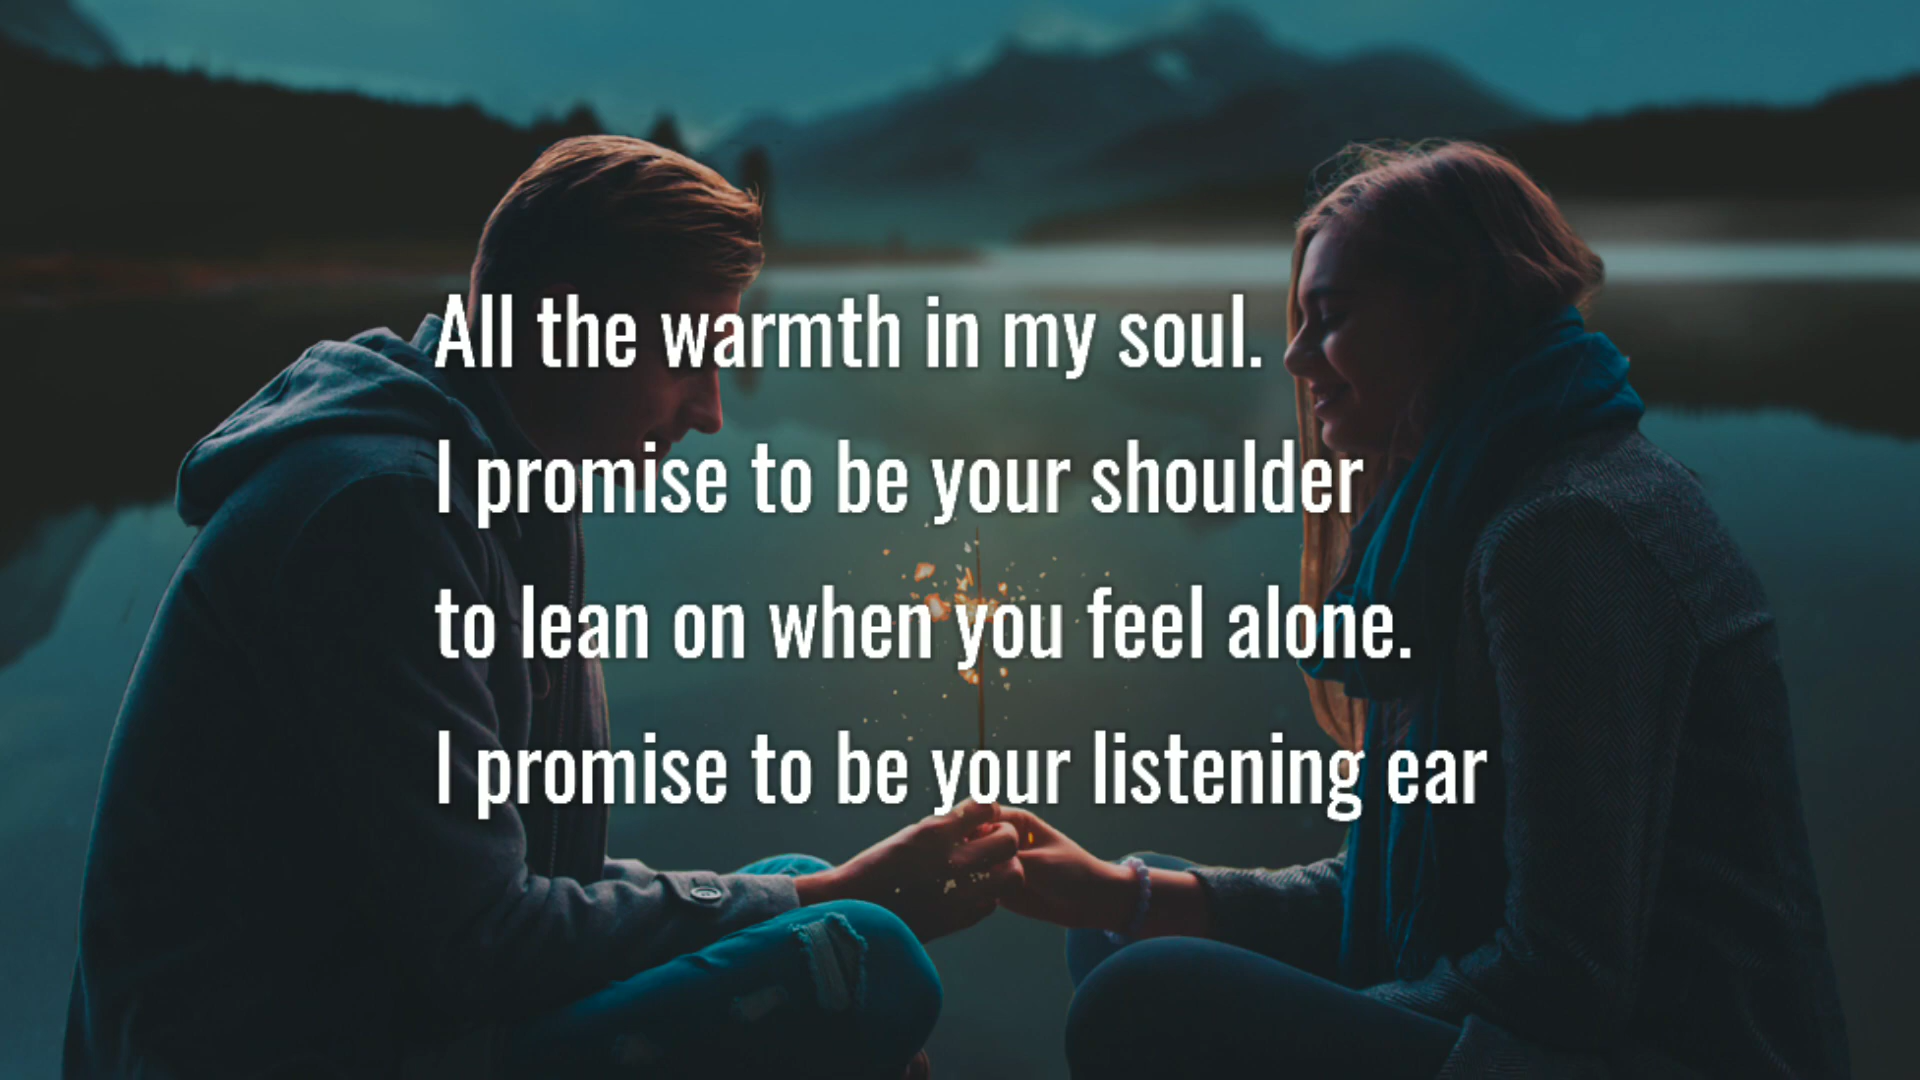 All the warmth in my soul.
I promise to be your shoulder
to lean on when you feel alone.
I promise to be your listening ear